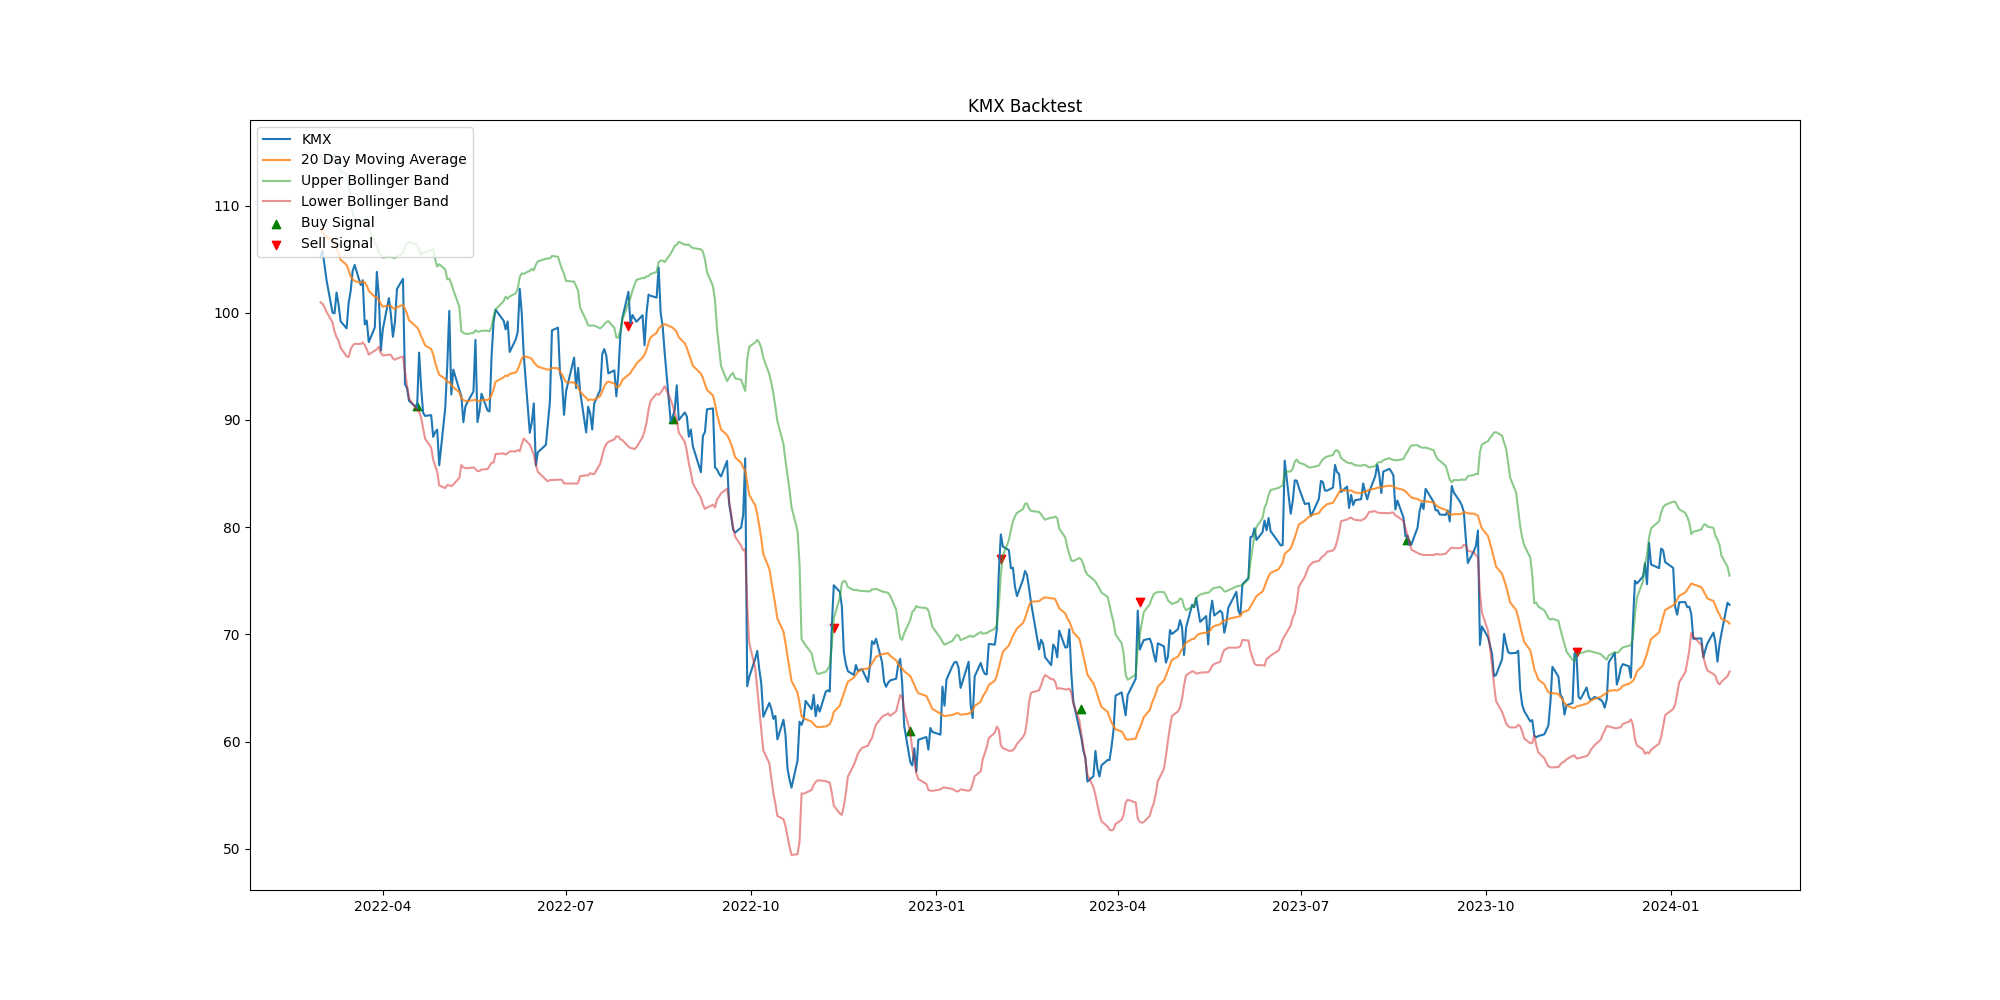 KMX Backtest
KMX
20 Day Moving Average
Upper Bollinger Band
Lower Bollinger Band
Buy Signal
Sell Signal
110
100
90
80
70
60
50
2022-04
2022-07
2022-10
2023-01
2023-04
2023-07
2023-10
2024-01